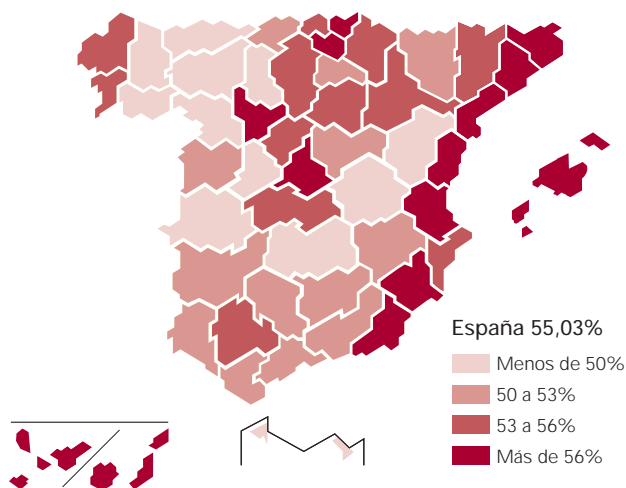 España 55,03%
Menos de 50%
50 a 53%
53 a 56%
Más de 56%